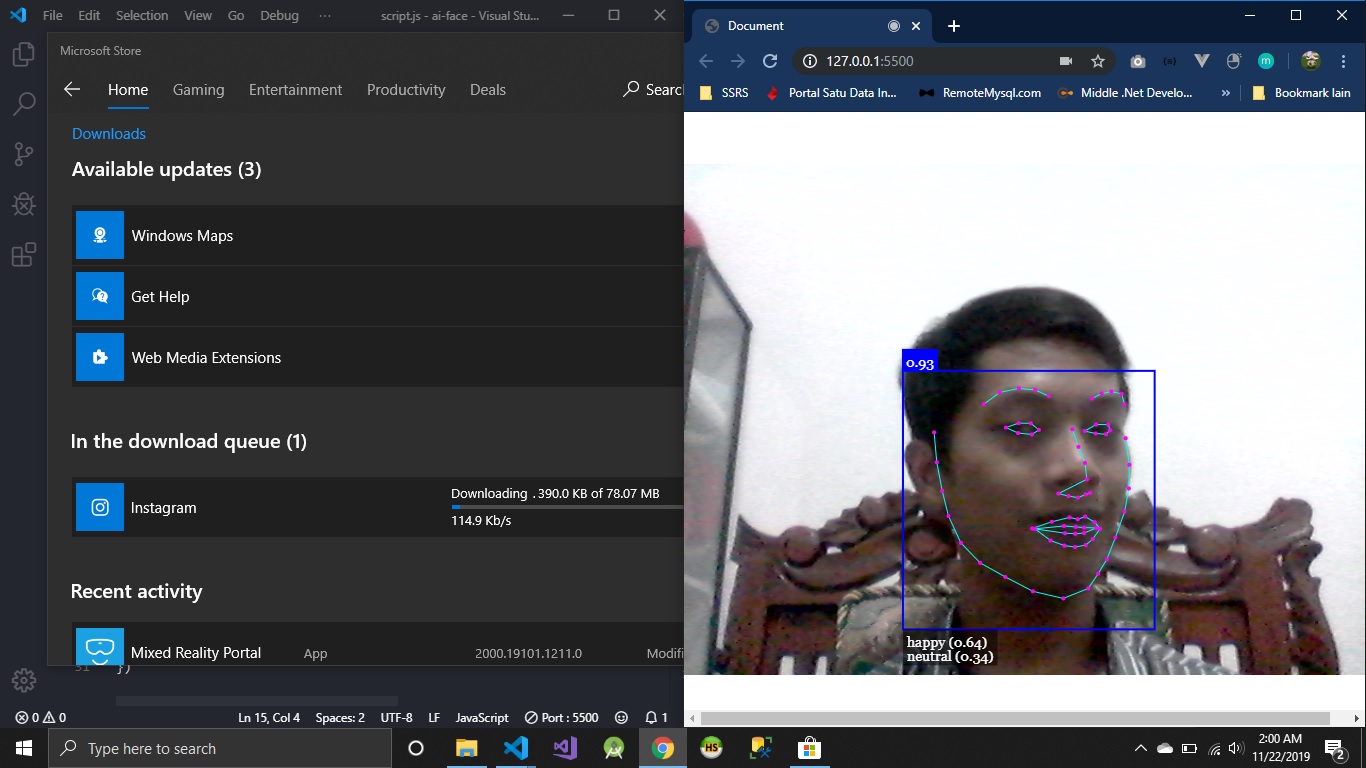 File Edit Selection View Go Debug ··· script.js - ai-face - Visual Stu...
Microsoft Store
Home Gaming Entertainment Productivity Deals Searc
Downloads
Available updates (3)
Windows Maps
Get Help
Web Media Extensions
In the download queue (1)
Instagram
Downloading . 390.0 KB of 78.07 MB
114.9 Kb/s
Recent activity
Mixed Reality Portal App 2000.19101.1211.0 Modifi
31 })
0 0 Ln 15, Col 4 Spaces: 2 UTF-8 LF JavaScript Port : 5500 1
Document
127.0.0.1:5500
SSRS Portal Satu Data In... RemoteMysql.com Middle .Net Develo... » Bookmark lain
0.93
happy (0.64)
neutral (0.34)
Type here to search
HS
2:00 AM
11/22/2019
2